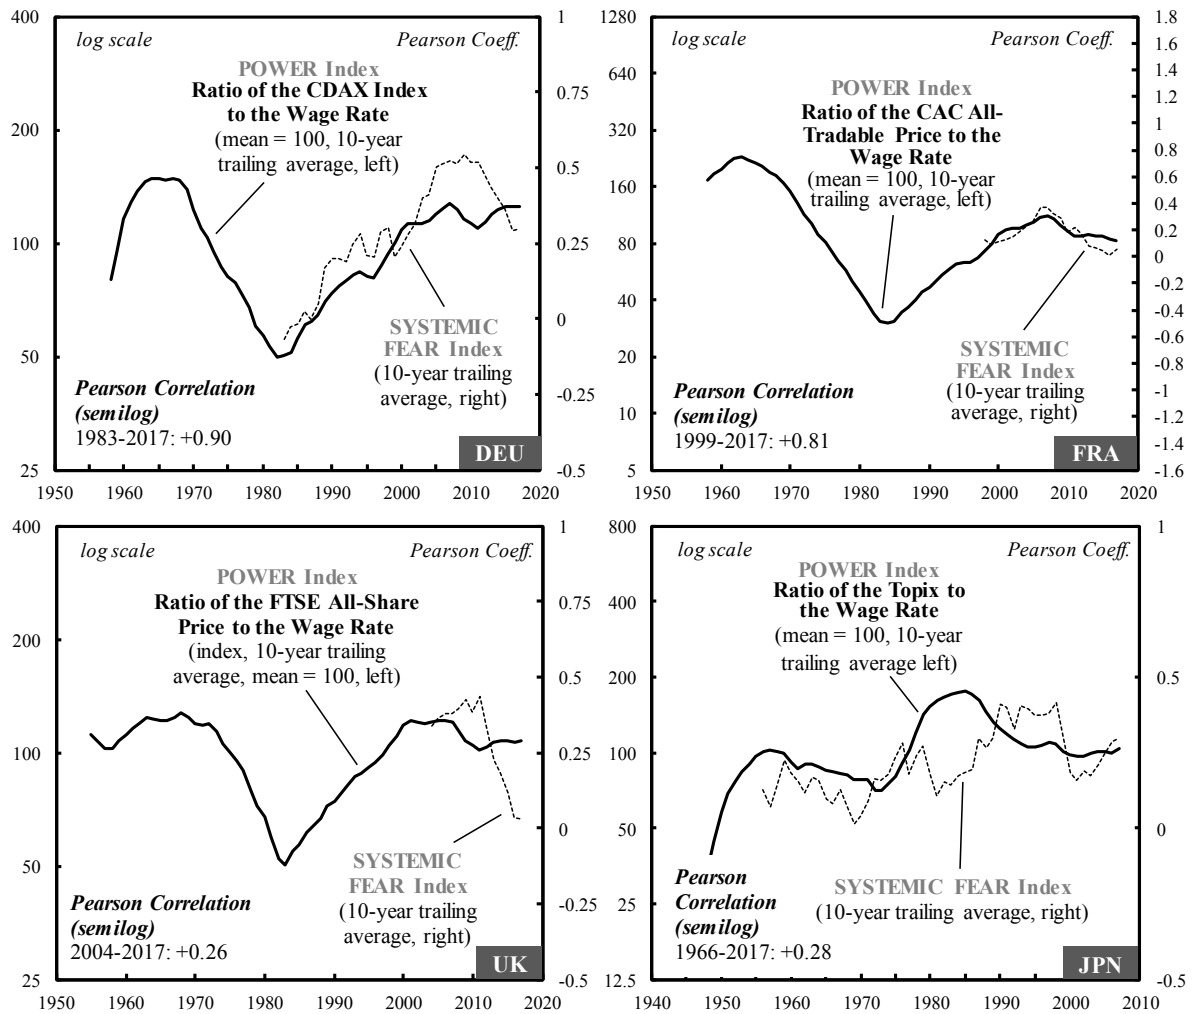 400
200
100
50
25
1
0.75
0.5
0.25
0
-0.25
-0.5
log scale
Pearson Coeff.
POWER Index
Ratio of the CDAX Index
to the Wage Rate
(mean = 100, 10-year
trailing average, left)
SYSTEMIC
FEAR Index
(10-year trailing
average, right)
Pearson Correlation
(semilog)
1983-2017: +0.90
DEU
1950 1960 1970 1980 1990 2000 2010 2020
1280
640
320
160
80
40
20
10
5
1.8
1.6
1.4
1.2
1
0.8
0.6
0.4
0.2
0
-0.2
-0.4
-0.6
-0.8
-1
-1.2
-1.4
-1.6
log scale
Pearson Coeff.
POWER Index
Ratio of the CAC All-
Tradable Price to the
Wage Rate
(mean = 100, 10-year
trailing average, left)
SYSTEMIC
FEAR Index
(10-year trailing
average, right)
Pearson Correlation
(semilog)
1999-2017: +0.81
FRA
1950 1960 1970 1980 1990 2000 2010 2020
400
200
100
50
25
1
0.75
0.5
0.25
0
-0.25
-0.5
log scale
Pearson Coeff.
POWER Index
Ratio of the FTSE All-Share
Price to the Wage Rate
(index, 10-year trailing
average, mean = 100, left)
SYSTEMIC
FEAR Index
(10-year trailing
average, right)
Pearson Correlation
(semilog)
2004-2017: +0.26
UK
1950 1960 1970 1980 1990 2000 2010 2020
800
400
200
100
50
25
12.5
1
0.5
0
-0.5
log scale
Pearson Coeff.
POWER Index
Ratio of the Topix to
the Wage Rate
(mean = 100, 10-year
trailing average left)
SYSTEMIC FEAR Index
(10-year trailing average, right)
Pearson
Correlation
(semilog)
1966-2017: +0.28
JPN
1940 1950 1960 1970 1980 1990 2000 2010